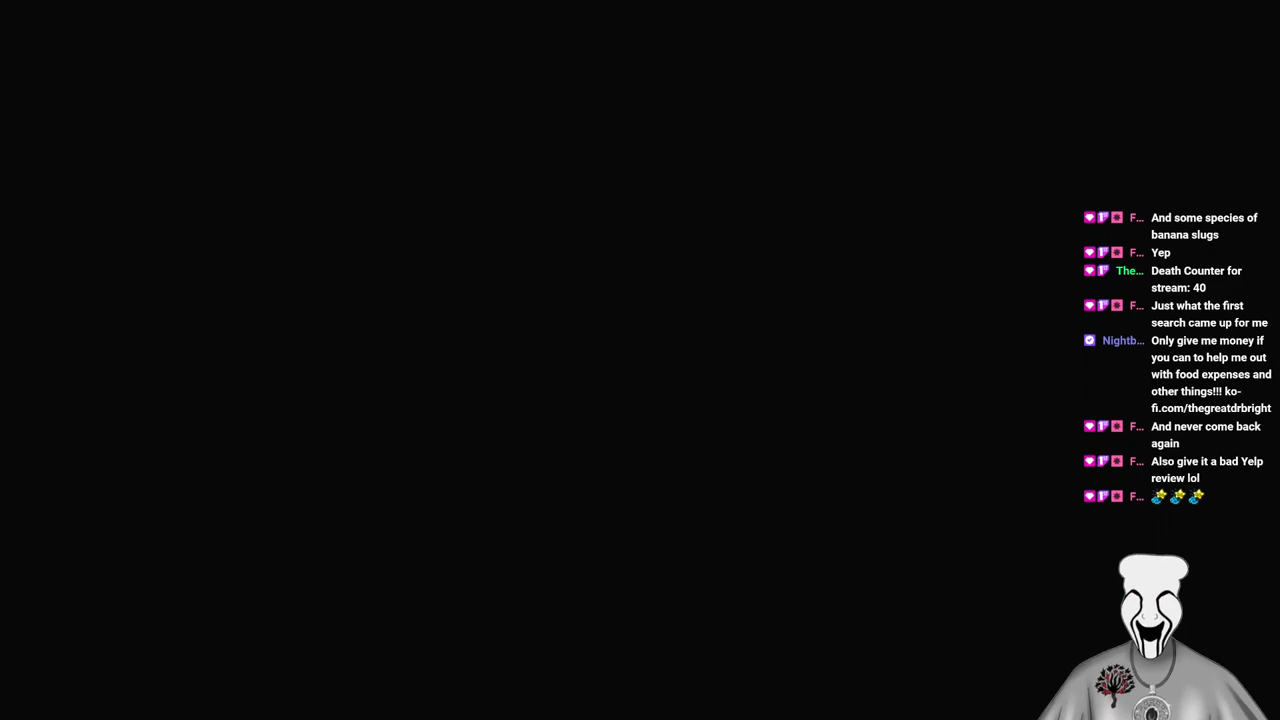 F... And some species of
banana slugs
F... Yep
The... Death Counter for
stream: 40
F... Just what the first
search came up for me
Nightb... Only give me money if
you can to help me out
with food expenses and
other things!!! ko-
fi.com/thegreatdrbright
F... And never come back
again
F... Also give it a bad Yelp
review lol
F...